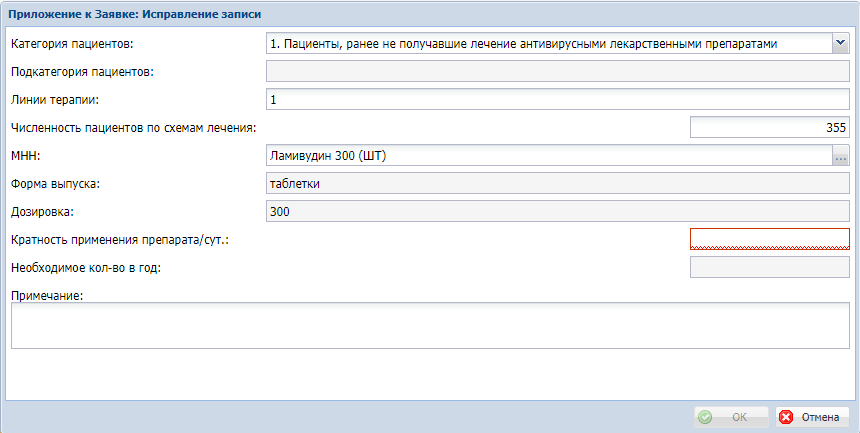 Приложение к Заявке: Исправление записи
Категория пациентов: 1. Пациенты, ранее не получавшие лечение антивирусными лекарственными препаратами
Подкатегория пациентов:
Линии терапии: 1
Численность пациентов по схемам лечения: 355
МНН: Ламивудин 300 (ШТ) ...
Форма выпуска: таблетки
Дозировка: 300
Кратность применения препарата/сут.:
Необходимое кол-во в год:
Примечание:
ОК Отмена